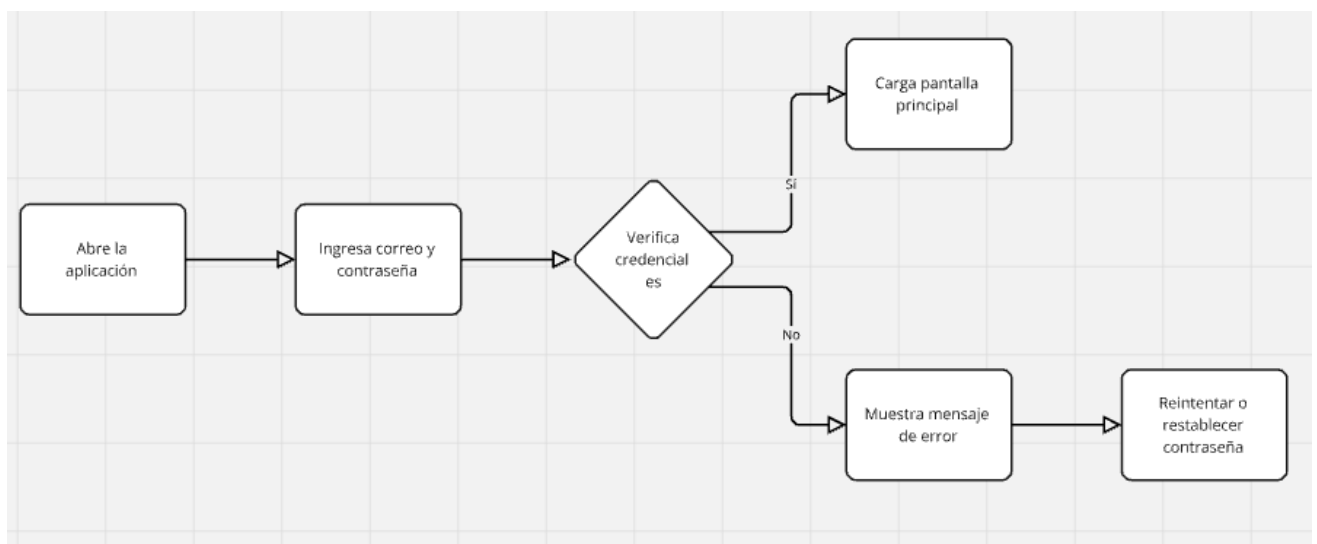 Abre la
aplicación
Ingresa correo y
contraseña
Verifica
credencial
es
Sí
Carga pantalla
principal
No
Muestra mensaje
de error
Reintentar o
restablecer
contraseña